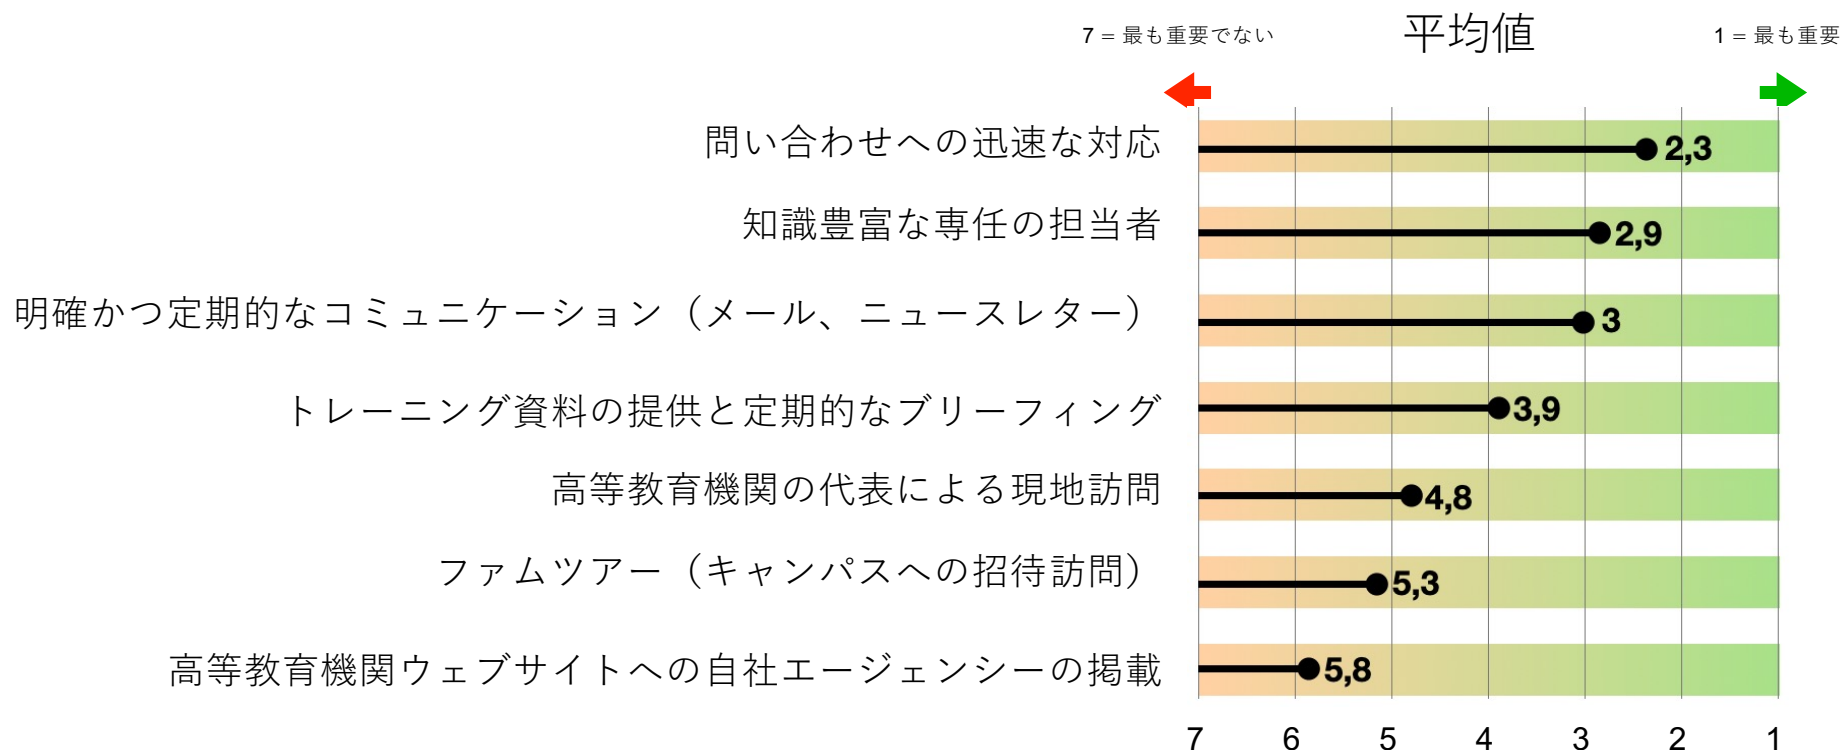 7 = 最も重要でない 平均値 1 = 最も重要
問い合わせへの迅速な対応 2,3
知識豊富な専任の担当者 2,9
明確かつ定期的なコミュニケーション（メール、ニュースレター） 3
トレーニング資料の提供と定期的なブリーフィング 3,9
高等教育機関の代表による現地訪問 4,8
ファムツアー（キャンパスへの招待訪問） 5,3
高等教育機関ウェブサイトへの自社エージェンシーの掲載 5,8
7 6 5 4 3 2 1